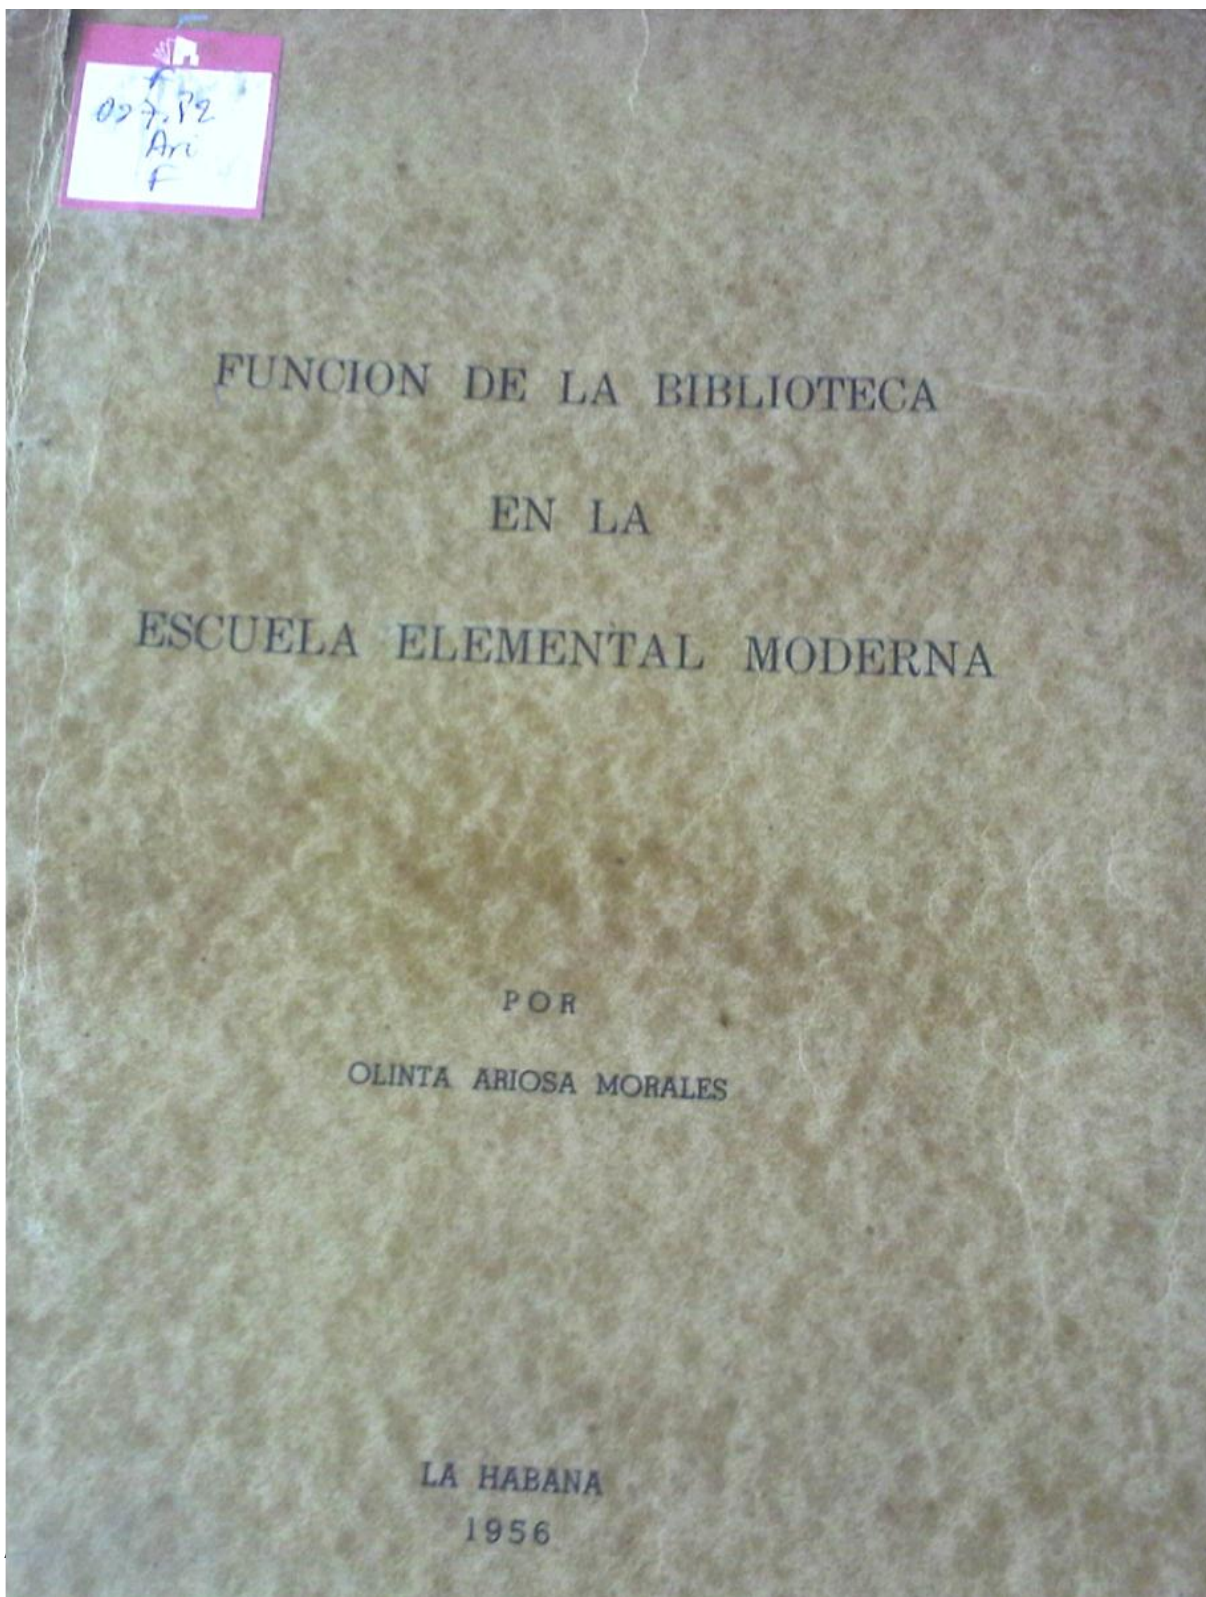 F
027.82
Ari
F
FUNCION DE LA BIBLIOTECA
EN LA
ESCUELA ELEMENTAL MODERNA
POR
OLINTA ARIOSA MORALES
LA HABANA
1956